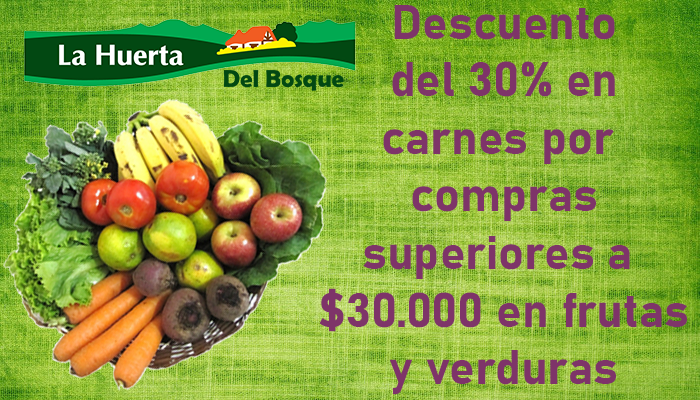 La Huerta
Del Bosque
Descuento
del 30% en
carnes por
compras
superiores a
$30.000 en frutas
y verduras